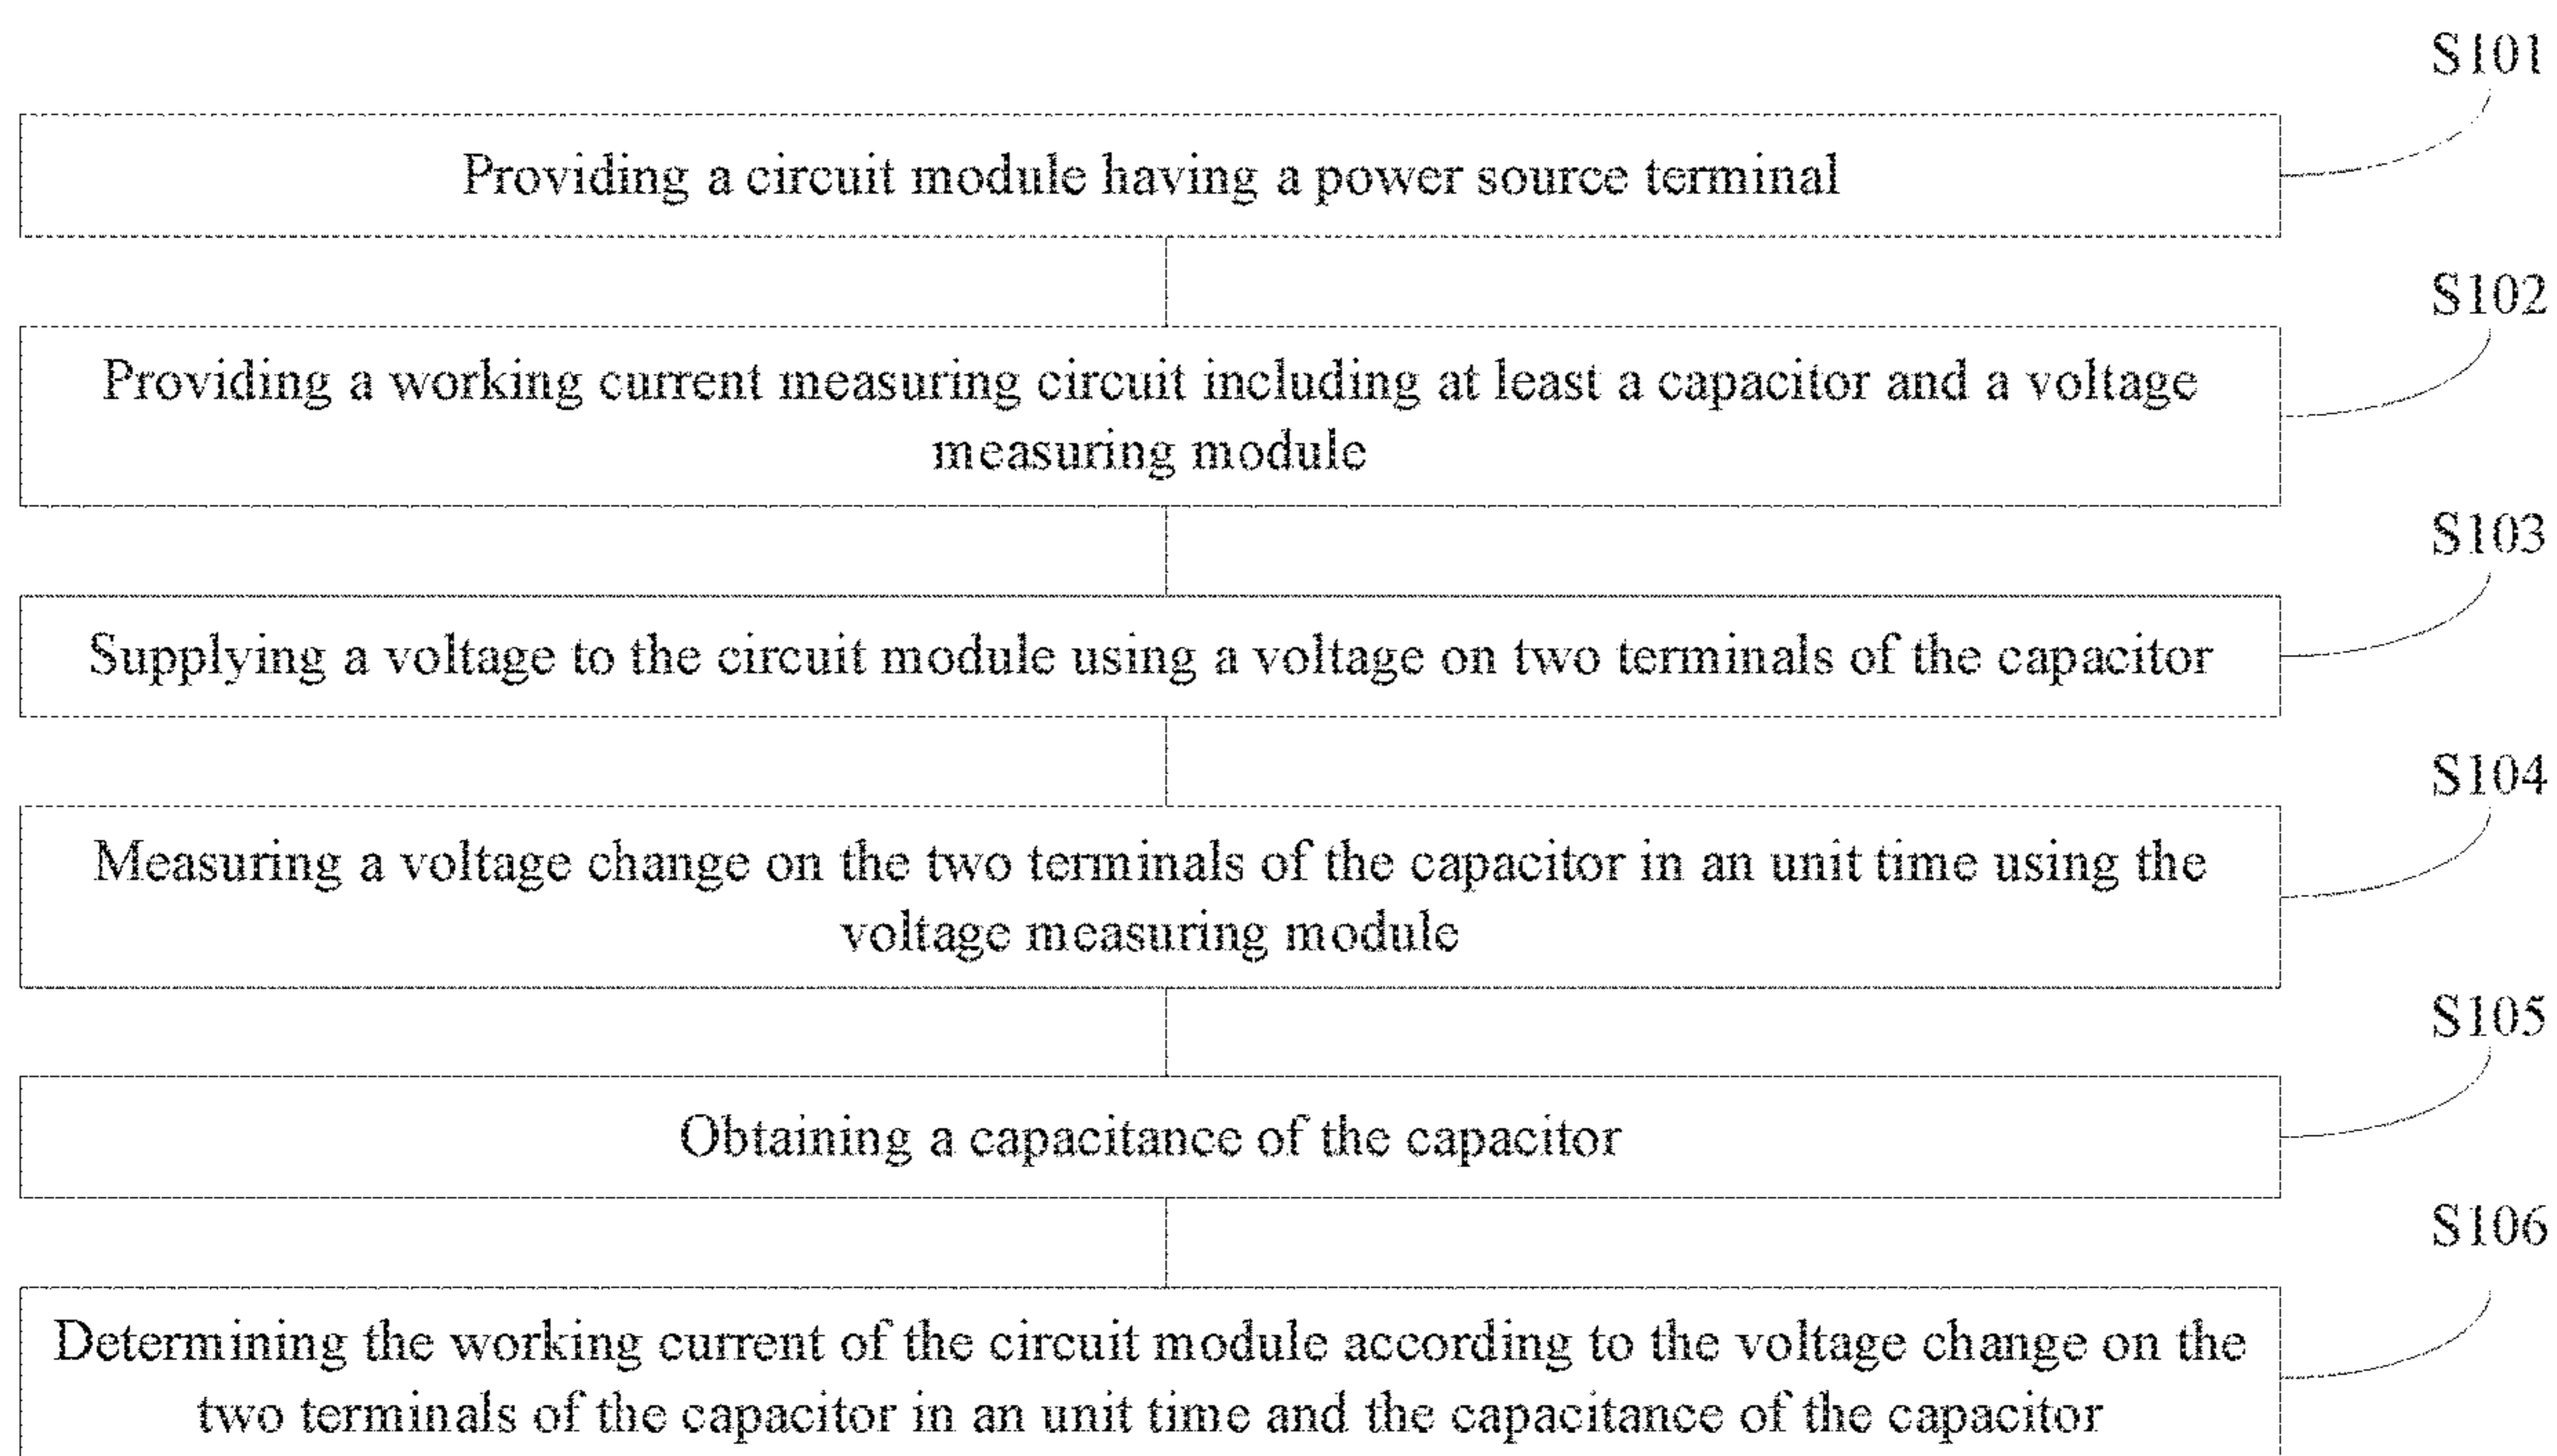 S101
Providing a circuit module having a power source terminal
S102
Providing a working current measuring circuit including at least a capacitor and a voltage
measuring module
S103
Supplying a voltage to the circuit module using a voltage on two terminals of the capacitor
S104
Measuring a voltage change on the two terminals of the capacitor in an unit time using the
voltage measuring module
S105
Obtaining a capacitance of the capacitor
S106
Determining the working current of the circuit module according to the voltage change on the
two terminals of the capacitor in an unit time and the capacitance of the capacitor